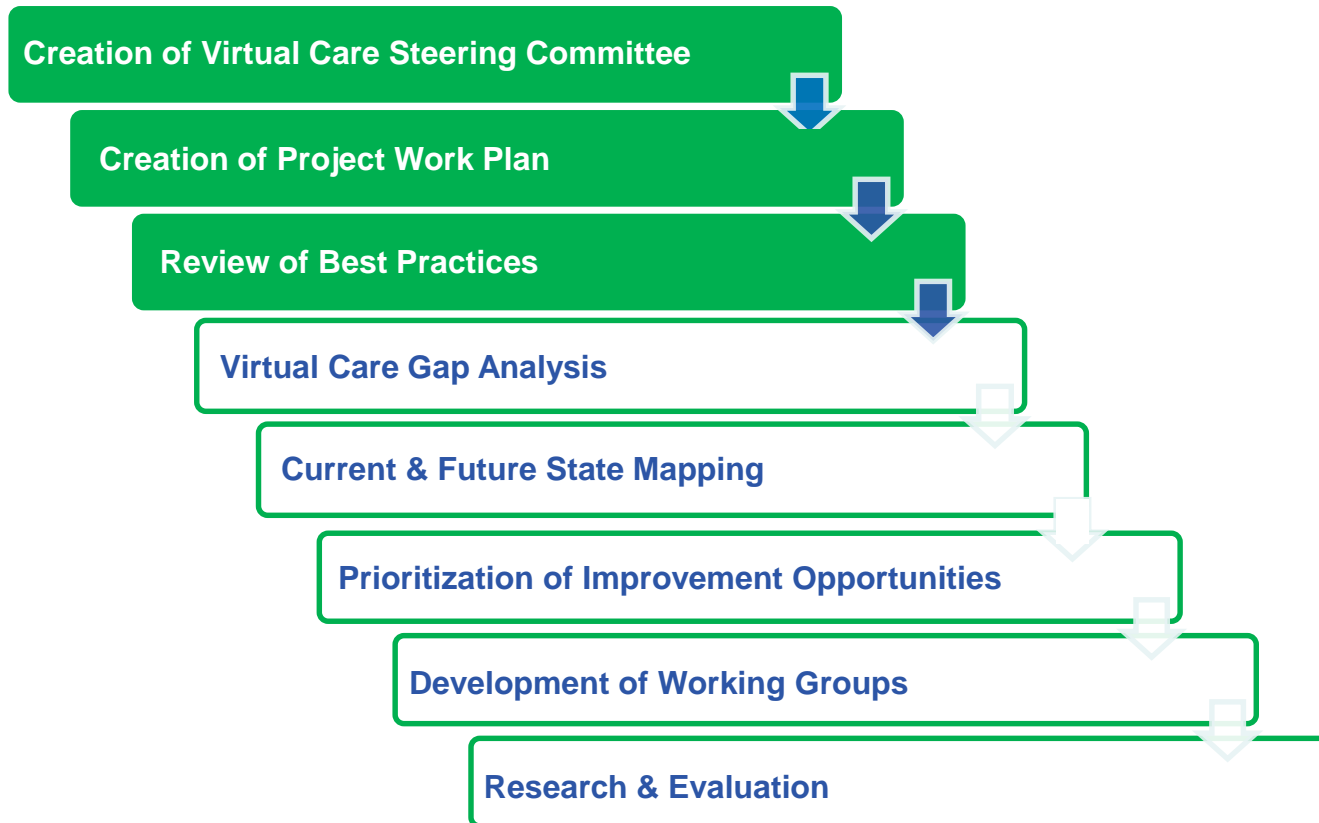 Creation of Virtual Care Steering Committee
Creation of Project Work Plan
Review of Best Practices
Virtual Care Gap Analysis
Current & Future State Mapping
Prioritization of Improvement Opportunities
Development of Working Groups
Research & Evaluation